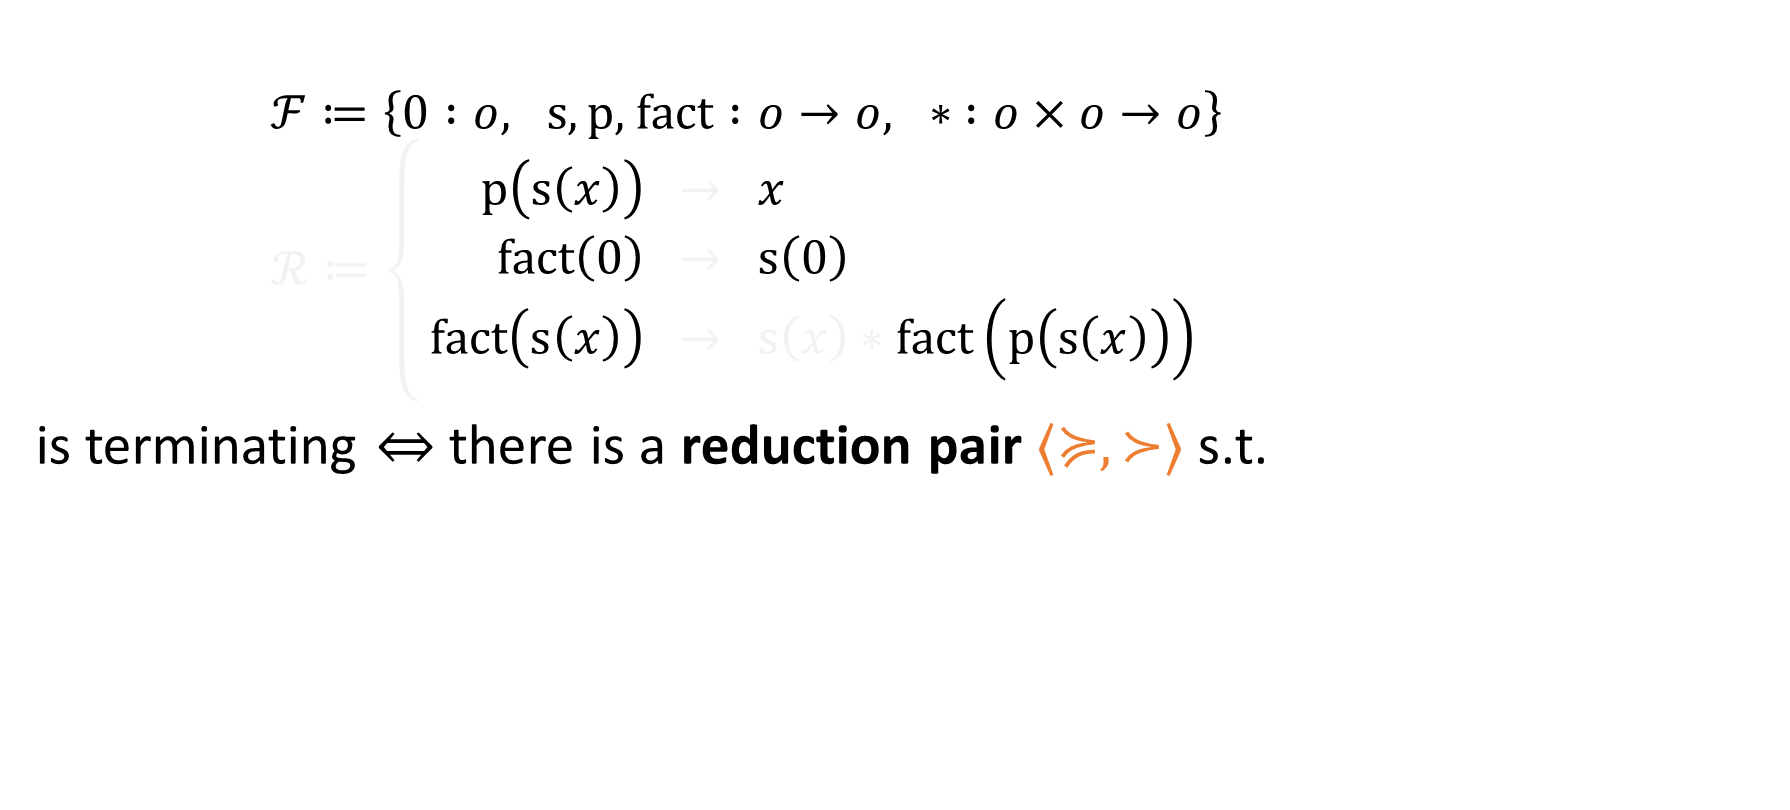 ℱ ≔ {0 : o, s, p, fact : o → o, * : o × o → o}
p(s(x)) → x
ℛ ≔ { fact(0) → s(0)
fact(s(x)) → s(x) * fact(p(s(x)))
is terminating ⟺ there is a reduction pair ⟨≽, ≻⟩ s.t.